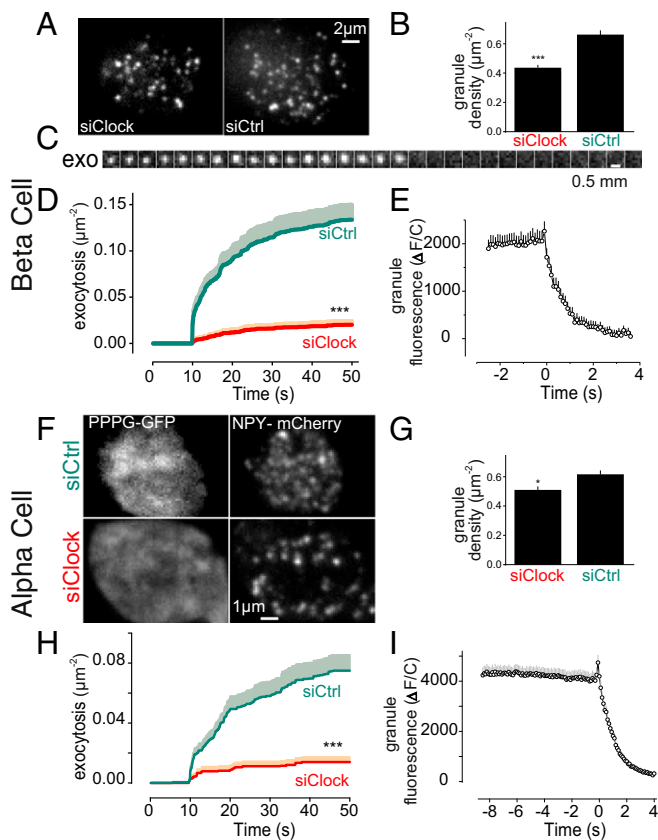 A
2µm
siClock
siCtrl
B
granule
density (µm⁻²)
0.6
0.4
0.2
0.0
***
siClock
siCtrl
C
exo
0.5 mm
Beta Cell
D
exocytosis (µm⁻²)
0.15
0.10
0.05
0.00
siCtrl
***
siClock
0 10 20 30 40 50
Time (s)
E
granule
fluorescence (ΔF/C)
2000
1000
0
-2 0 2 4
Time (s)
F
PPPG-GFP
NPY- mCherry
siCtrl
siClock
1µm
Alpha Cell
G
granule
density (µm⁻²)
0.6
0.4
0.2
0.0
*
siClock
siCtrl
H
exocytosis (µm⁻²)
0.08
0.04
0.00
siCtrl
***
siClock
0 10 20 30 40 50
Time (s)
I
granule
fluorescence (ΔF/C)
4000
2000
0
-8 -6 -4 -2 0 2 4
Time (s)